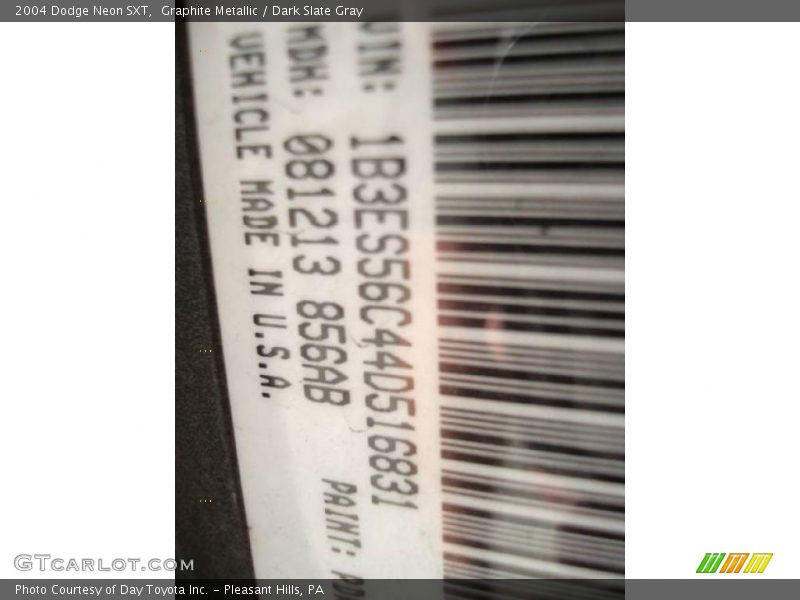 2004 Dodge Neon SXT,  Graphite Metallic / Dark Slate Gray
VIN: 1B3ES56C44D516831
MDH: 081213 856AB
PAINT:
VEHICLE MADE IN U.S.A.
GTCARLOT.COM
Photo Courtesy of Day Toyota Inc. - Pleasant Hills, PA